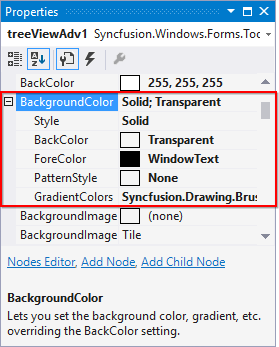 Properties
treeViewAdv1 Syncfusion.Windows.Forms.Too
BackColor 255, 255, 255
BackgroundColor Solid; Transparent
Style Solid
BackColor Transparent
ForeColor WindowText
PatternStyle None
GradientColors Syncfusion.Drawing.Brus
BackgroundImage (none)
BackgroundImage Tile
Nodes Editor, Add Node, Add Child Node
BackgroundColor
Lets you set the background color, gradient, etc.
overriding the BackColor setting.